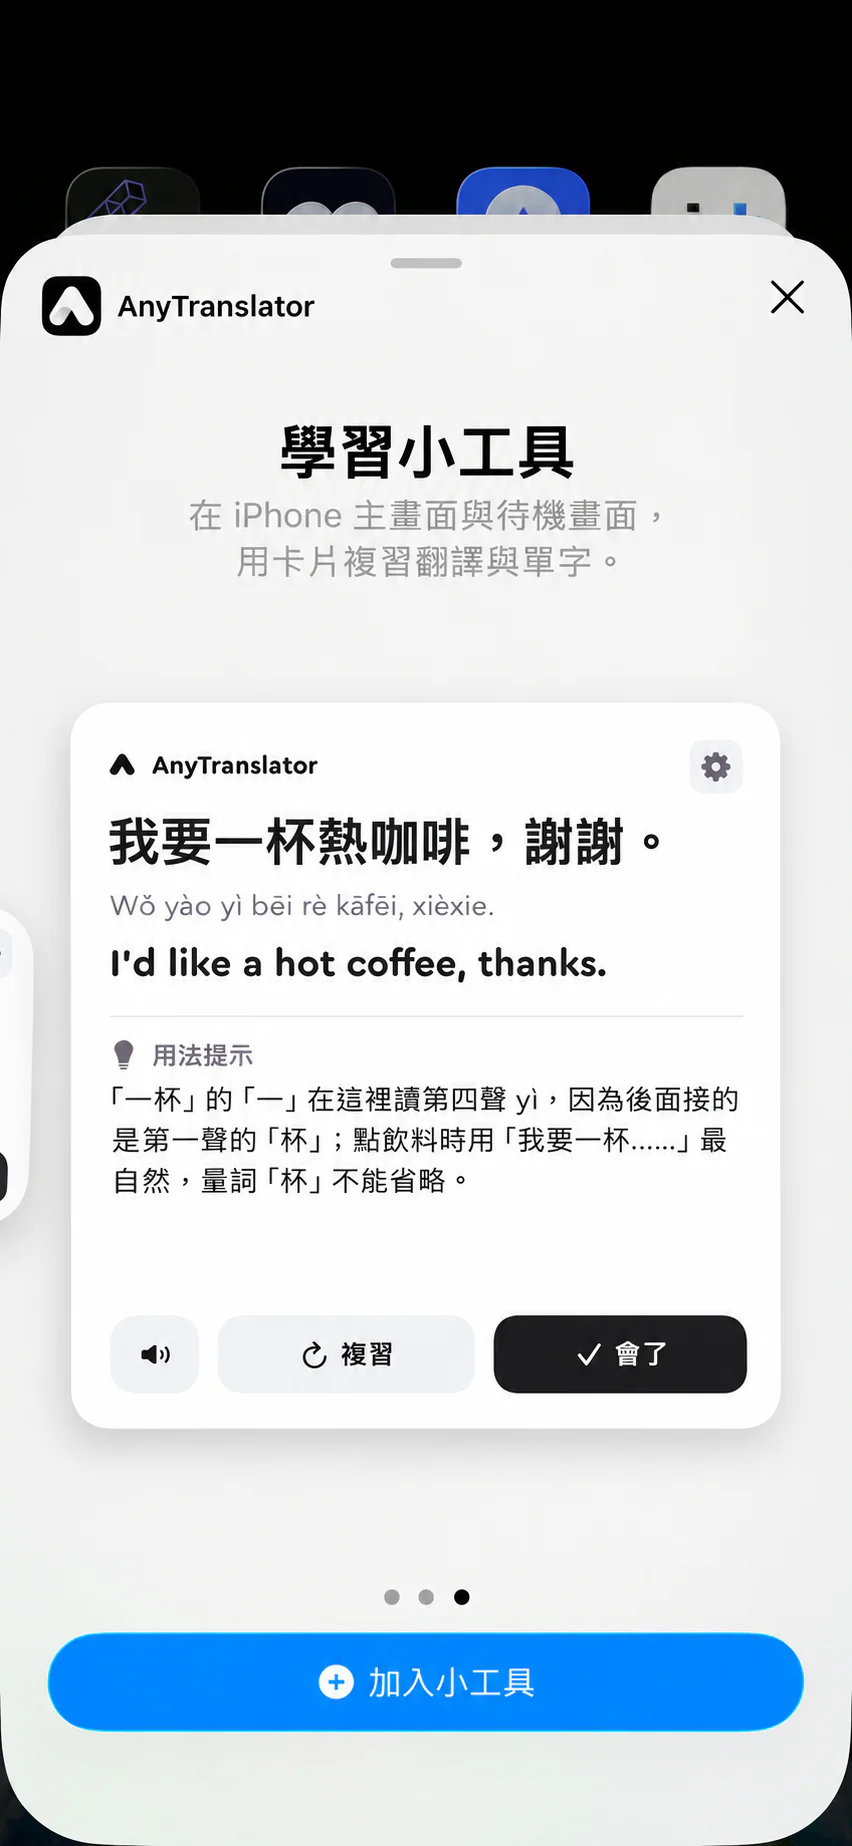 AnyTranslator
學習小工具
在 iPhone 主畫面與待機畫面，
用卡片複習翻譯與單字。
AnyTranslator
我要一杯熱咖啡，謝謝。
Wǒ yào yì bēi rè kāfēi, xièxie.
I'd like a hot coffee, thanks.
用法提示
「一杯」的「一」在這裡讀第四聲 yì，因為後面接的
是第一聲的「杯」；點飲料時用「我要一杯……」最
自然，量詞「杯」不能省略。
複習
會了
加入小工具